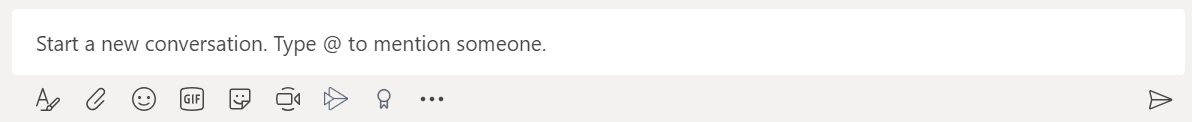 Start a new conversation. Type @ to mention someone.
GIF